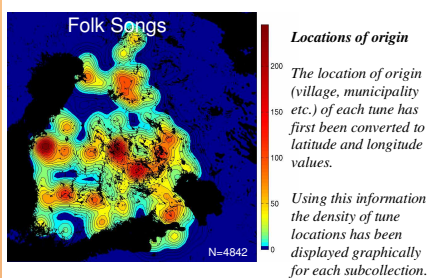 Folk Songs
200
150
100
50
0
N=4842
Locations of origin
The location of origin
(village, municipality
etc.) of each tune has
first been converted to
latitude and longitude
values.
Using this information
the density of tune
locations has been
displayed graphically
for each subcollection.